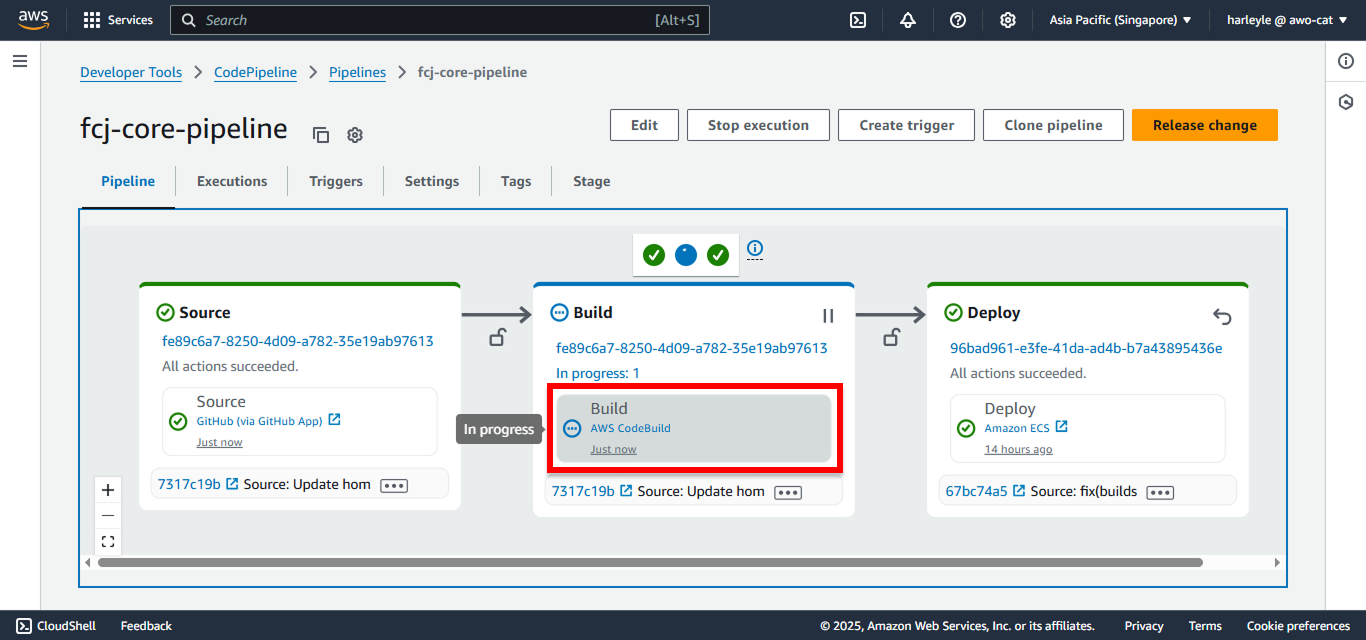 aws
Services
Search
[Alt+S]
Asia Pacific (Singapore)
harleyle @ awo-cat
Developer Tools
CodePipeline
Pipelines
fcj-core-pipeline
fcj-core-pipeline
Edit
Stop execution
Create trigger
Clone pipeline
Release change
Pipeline
Executions
Triggers
Settings
Tags
Stage
Source
fe89c6a7-8250-4d09-a782-35e19ab97613
All actions succeeded.
Source
GitHub (via GitHub App)
Just now
7317c19b Source: Update hom
Build
fe89c6a7-8250-4d09-a782-35e19ab97613
In progress: 1
In progress
Build
AWS CodeBuild
Just now
7317c19b Source: Update hom
Deploy
96bad961-e3fe-41da-ad4b-b7a43895436e
All actions succeeded.
Deploy
Amazon ECS
14 hours ago
67bc74a5 Source: fix(builds
CloudShell
Feedback
© 2025, Amazon Web Services, Inc. or its affiliates.
Privacy
Terms
Cookie preferences